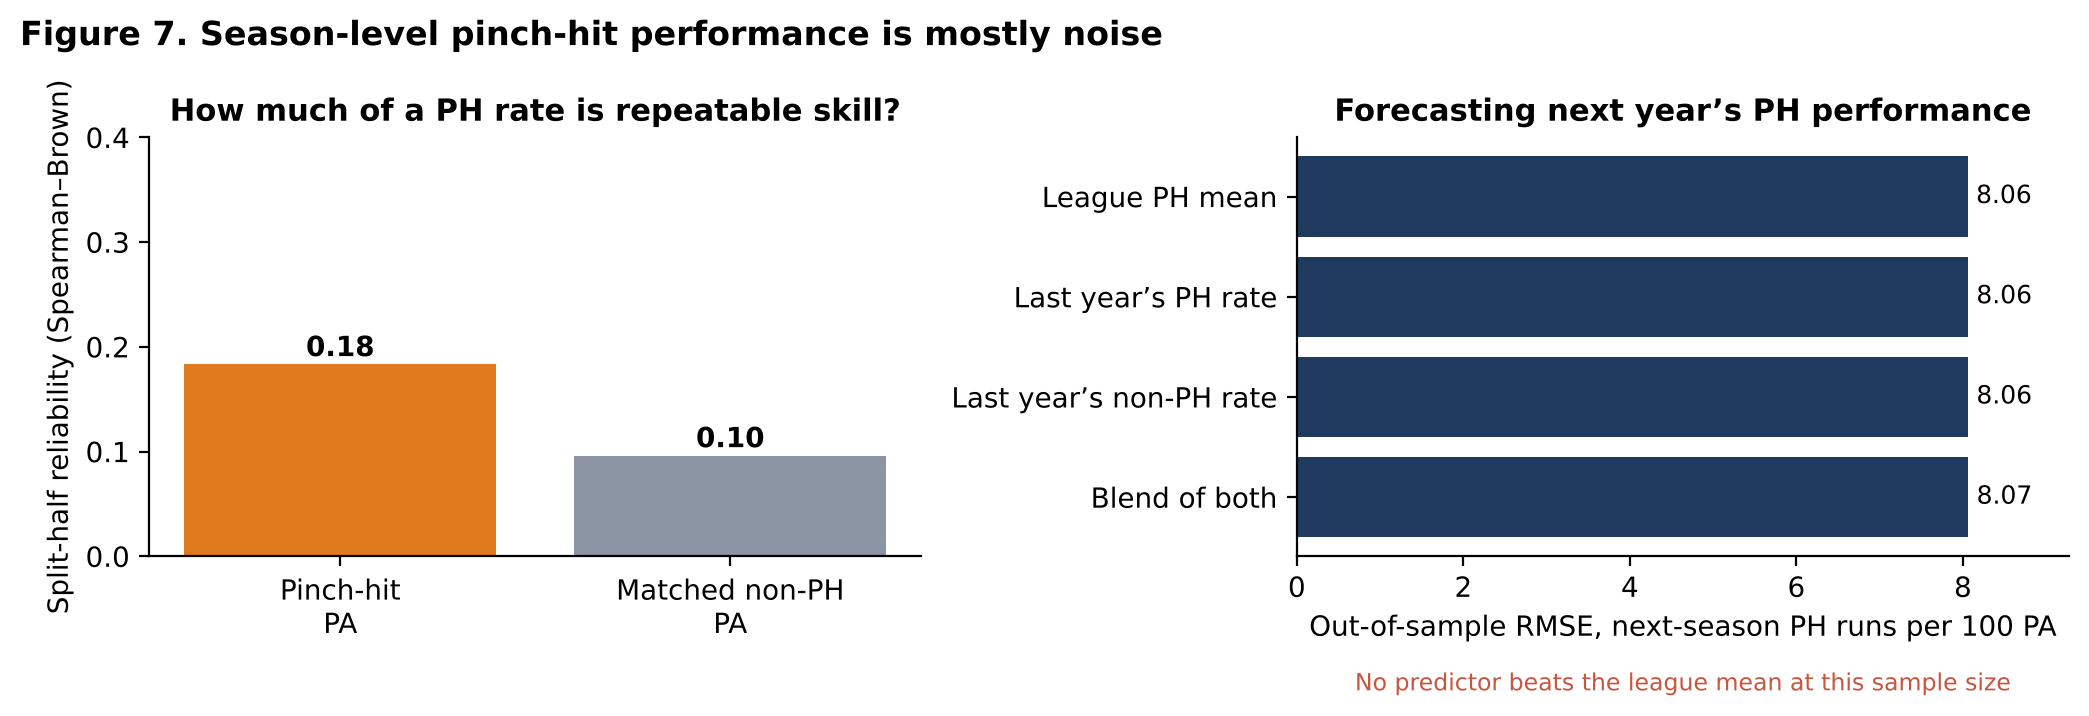 Figure 7. Season-level pinch-hit performance is mostly noise
How much of a PH rate is repeatable skill?
Split-half reliability (Spearman–Brown)
0.4
0.3
0.2
0.1
0.0
0.18
0.10
Pinch-hit
PA
Matched non-PH
PA
Forecasting next year’s PH performance
League PH mean
8.06
Last year’s PH rate
8.06
Last year’s non-PH rate
8.06
Blend of both
8.07
0
2
4
6
8
Out-of-sample RMSE, next-season PH runs per 100 PA
No predictor beats the league mean at this sample size